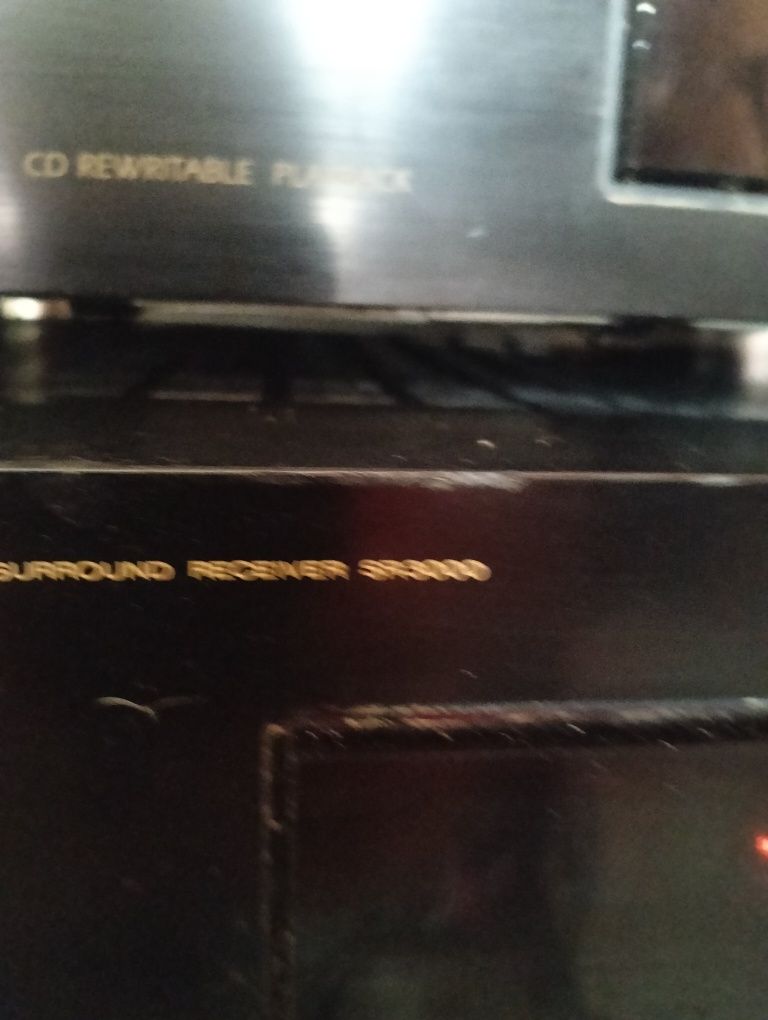 CD REWRITABLE PLAYBACK
SURROUND RECEIVER